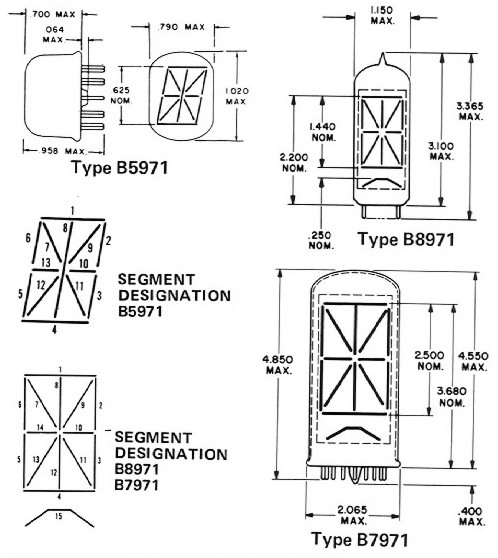 .700 MAX.
.064 MAX.
.790 MAX.
.625 NOM.
1.020 MAX.
.958 MAX.
Type B5971
1.150 MAX.
1.440 NOM.
2.200 NOM.
3.365 MAX.
3.100 MAX.
.250 NOM.
Type B8971
1
6 7 8 9 2
13 10
5 12 11 3
4
SEGMENT
DESIGNATION
B5971
1
8
6 7 9 2
14 10
5 13 12 11 3
4
15
SEGMENT
DESIGNATION
B8971
B7971
4.850 MAX.
2.500 NOM.
4.550 MAX.
3.680 NOM.
2.065 MAX.
.400 MAX.
Type B7971